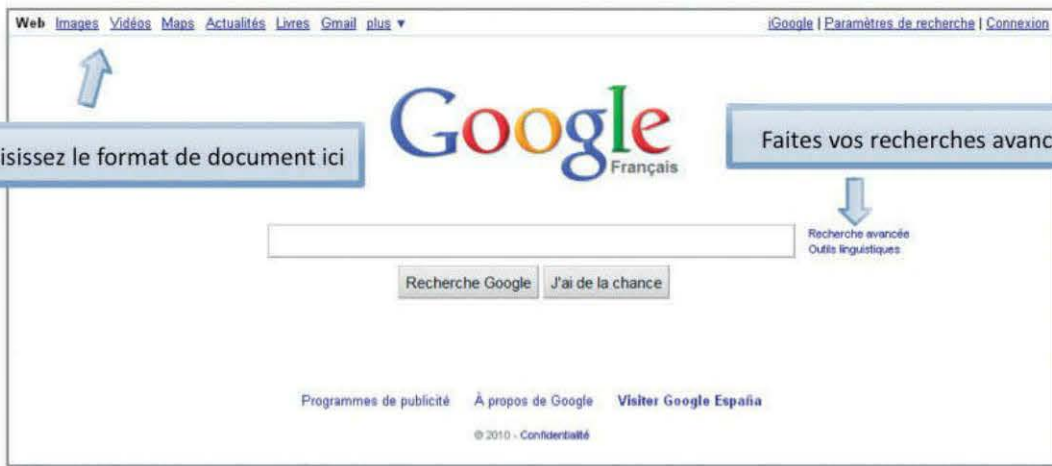 Web Images Vidéos Maps Actualités Livres Gmail plus ▼ iGoogle | Paramètres de recherche | Connexion
Google
Français
le format de document ici
Faites vos recherches
Recherche avancée
Outils linguistiques
Recherche Google J'ai de la chance
Programmes de publicité À propos de Google Visiter Google España
© 2010 - Confidentialité